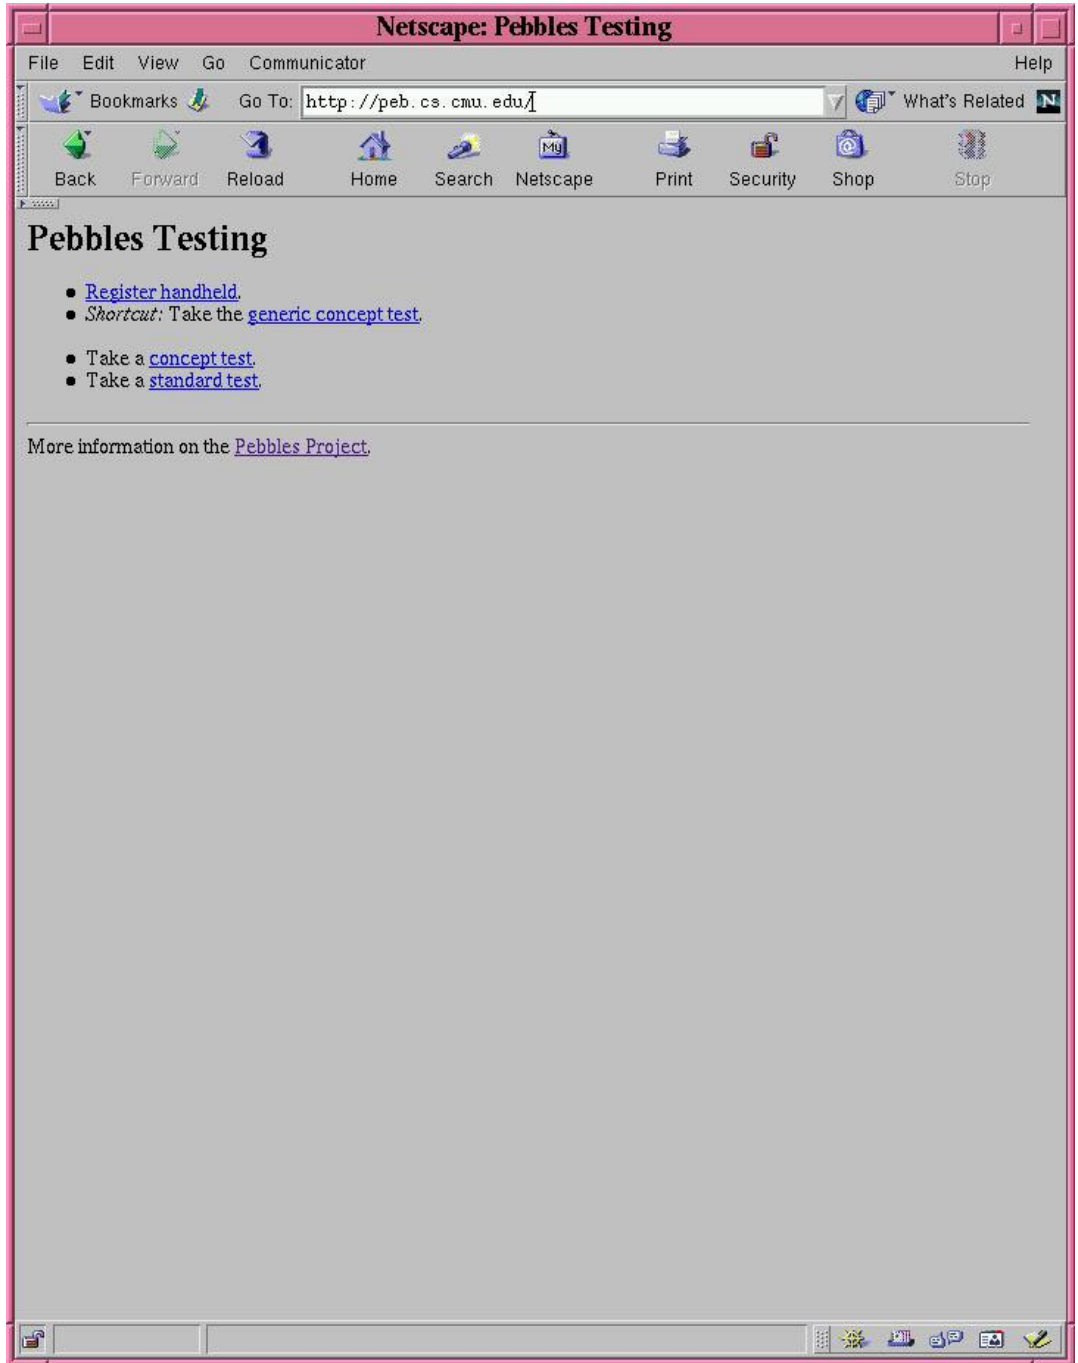 Netscape: Pebbles Testing
File Edit View Go Communicator Help
Bookmarks Go To: http://peb.cs.cmu.edu/ What's Related N
My
Back Forward Reload Home Search Netscape Print Security Shop Stop
Pebbles Testing
Register handheld.
Shortcut: Take the generic concept test.
Take a concept test.
Take a standard test.
More information on the Pebbles Project.